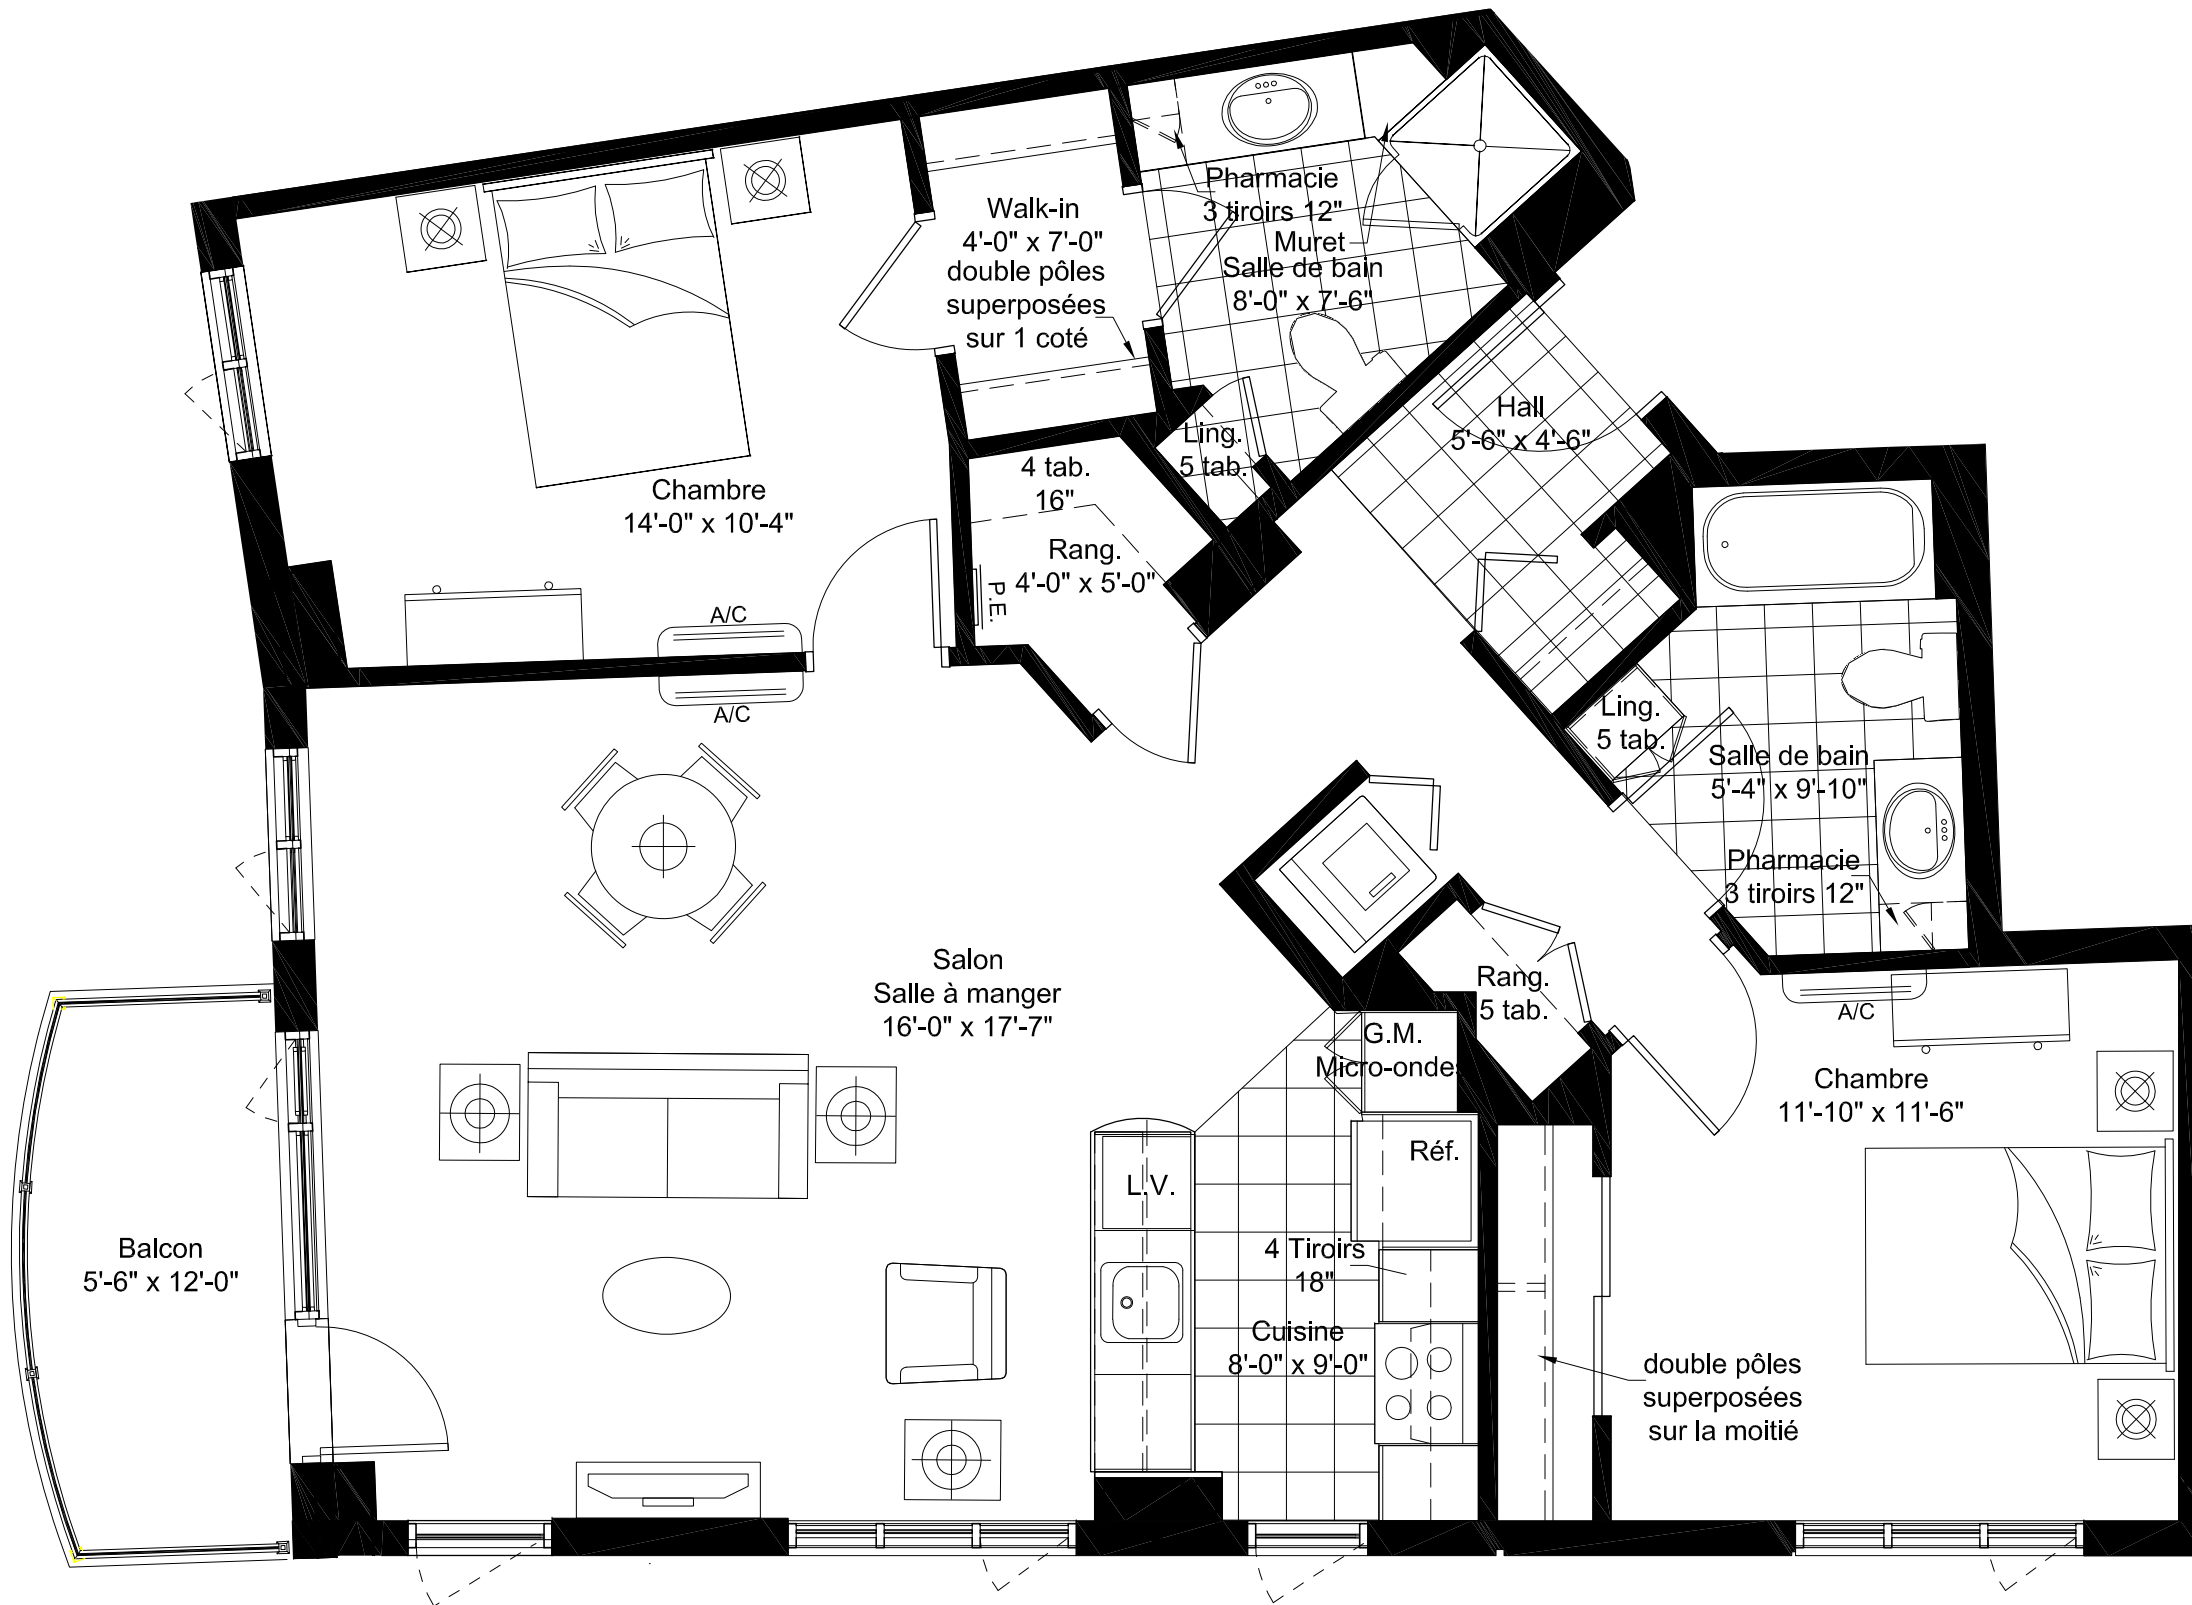 Pharmacie
3 tiroirs 12"
Muret
Salle de bain
8'-0" x 7'-6"
Walk-in
4'-0" x 7'-0"
double pôles
superposées
sur 1 coté
Hall
5'-6" x 4'-6"
Ling.
5 tab.
4 tab.
16"
Rang.
4'-0" x 5'-0"
P.E.
Chambre
14'-0" x 10'-4"
A/C
A/C
Ling.
5 tab.
Salle de bain
5'-4" x 9'-10"
Pharmacie
3 tiroirs 12"
Salon
Salle à manger
16'-0" x 17'-7"
Rang.
5 tab.
A/C
G.M.
Micro-ondes
Chambre
11'-10" x 11'-6"
Réf.
L.V.
Balcon
5'-6" x 12'-0"
4 Tiroirs
18"
Cuisine
8'-0" x 9'-0"
double pôles
superposées
sur la moitié